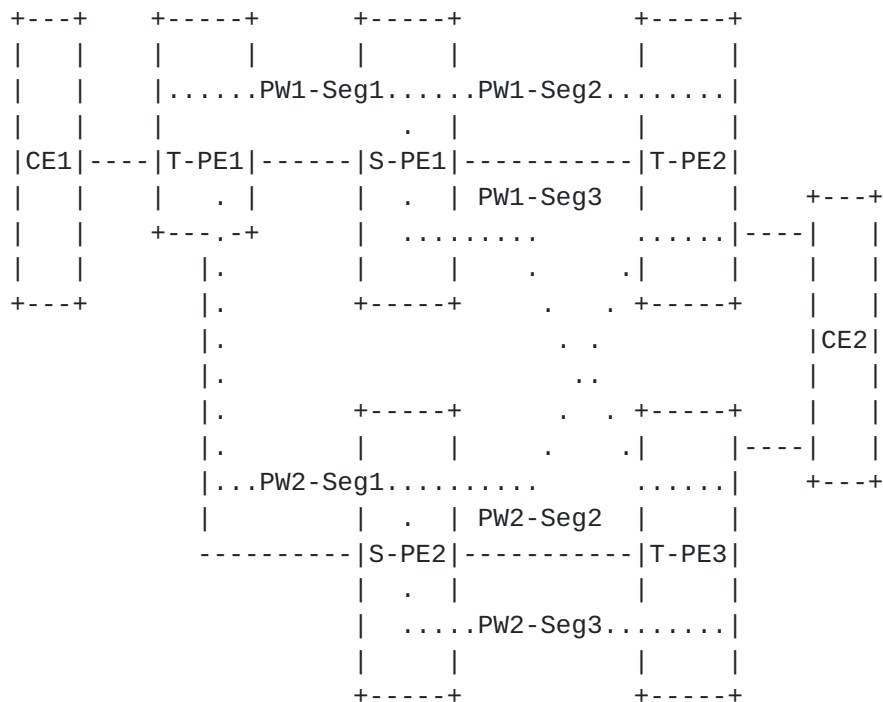 PW1-Seg1 PW1-Seg2
CE1 T-PE1 S-PE1 T-PE2
PW1-Seg3
CE2
PW2-Seg1
PW2-Seg2
S-PE2 T-PE3
PW2-Seg3